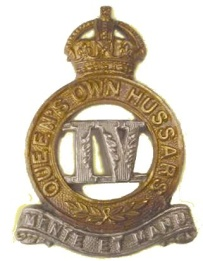 QUEEN'S OWN HUSSARS
IV
MENTE ET MANU